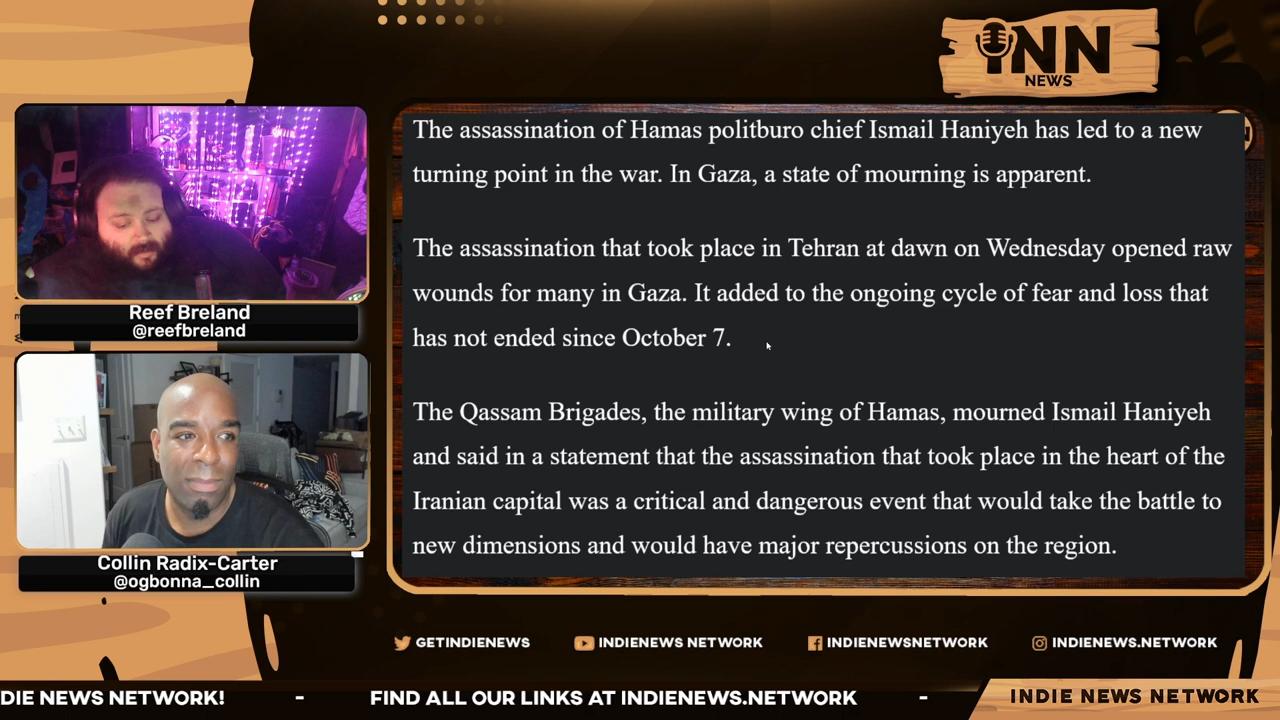 iNN
NEWS
The assassination of Hamas politburo chief Ismail Haniyeh has led to a new
turning point in the war. In Gaza, a state of mourning is apparent.
The assassination that took place in Tehran at dawn on Wednesday opened raw
wounds for many in Gaza. It added to the ongoing cycle of fear and loss that
has not ended since October 7.
The Qassam Brigades, the military wing of Hamas, mourned Ismail Haniyeh
and said in a statement that the assassination that took place in the heart of the
Iranian capital was a critical and dangerous event that would take the battle to
new dimensions and would have major repercussions on the region.
Reef Breland
@reefbreland
Collin Radix-Carter
@ogbonna_collin
GETINDIENEWS
INDIENEWS NETWORK
INDIENEWSNETWORK
INDIENEWS.NETWORK
DIE NEWS NETWORK! - FIND ALL OUR LINKS AT INDIENEWS.NETWORK -
INDIE NEWS NETWORK